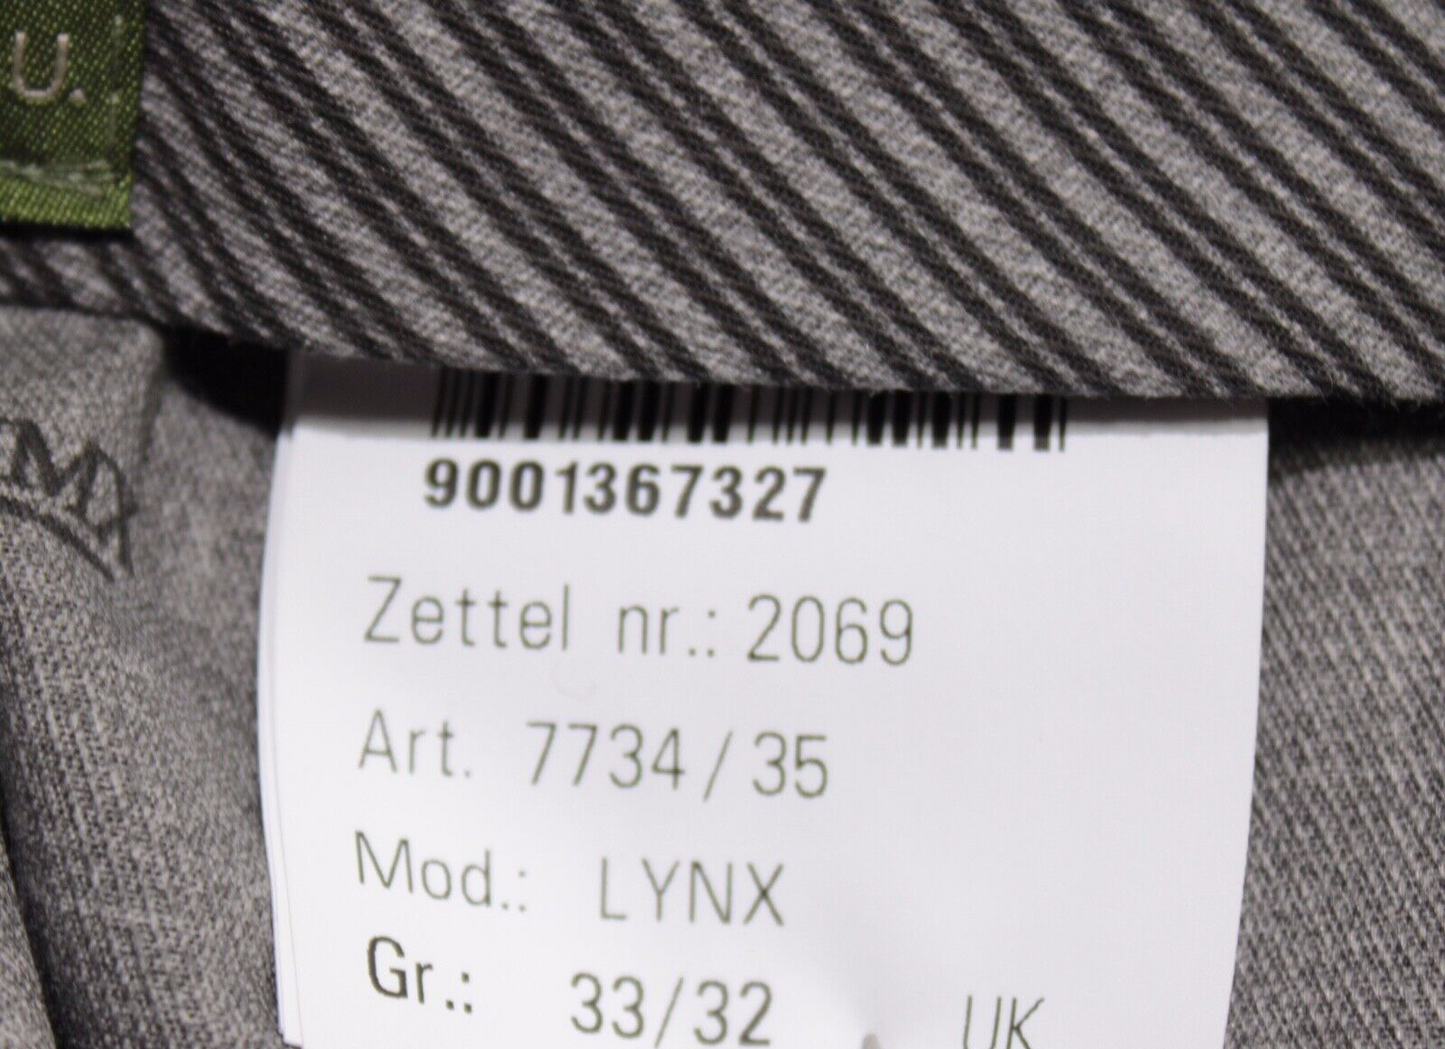 U.
9001367327
Zettel nr.: 2069
Art. 7734/35
Mod.: LYNX
Gr.: 33/32 UK